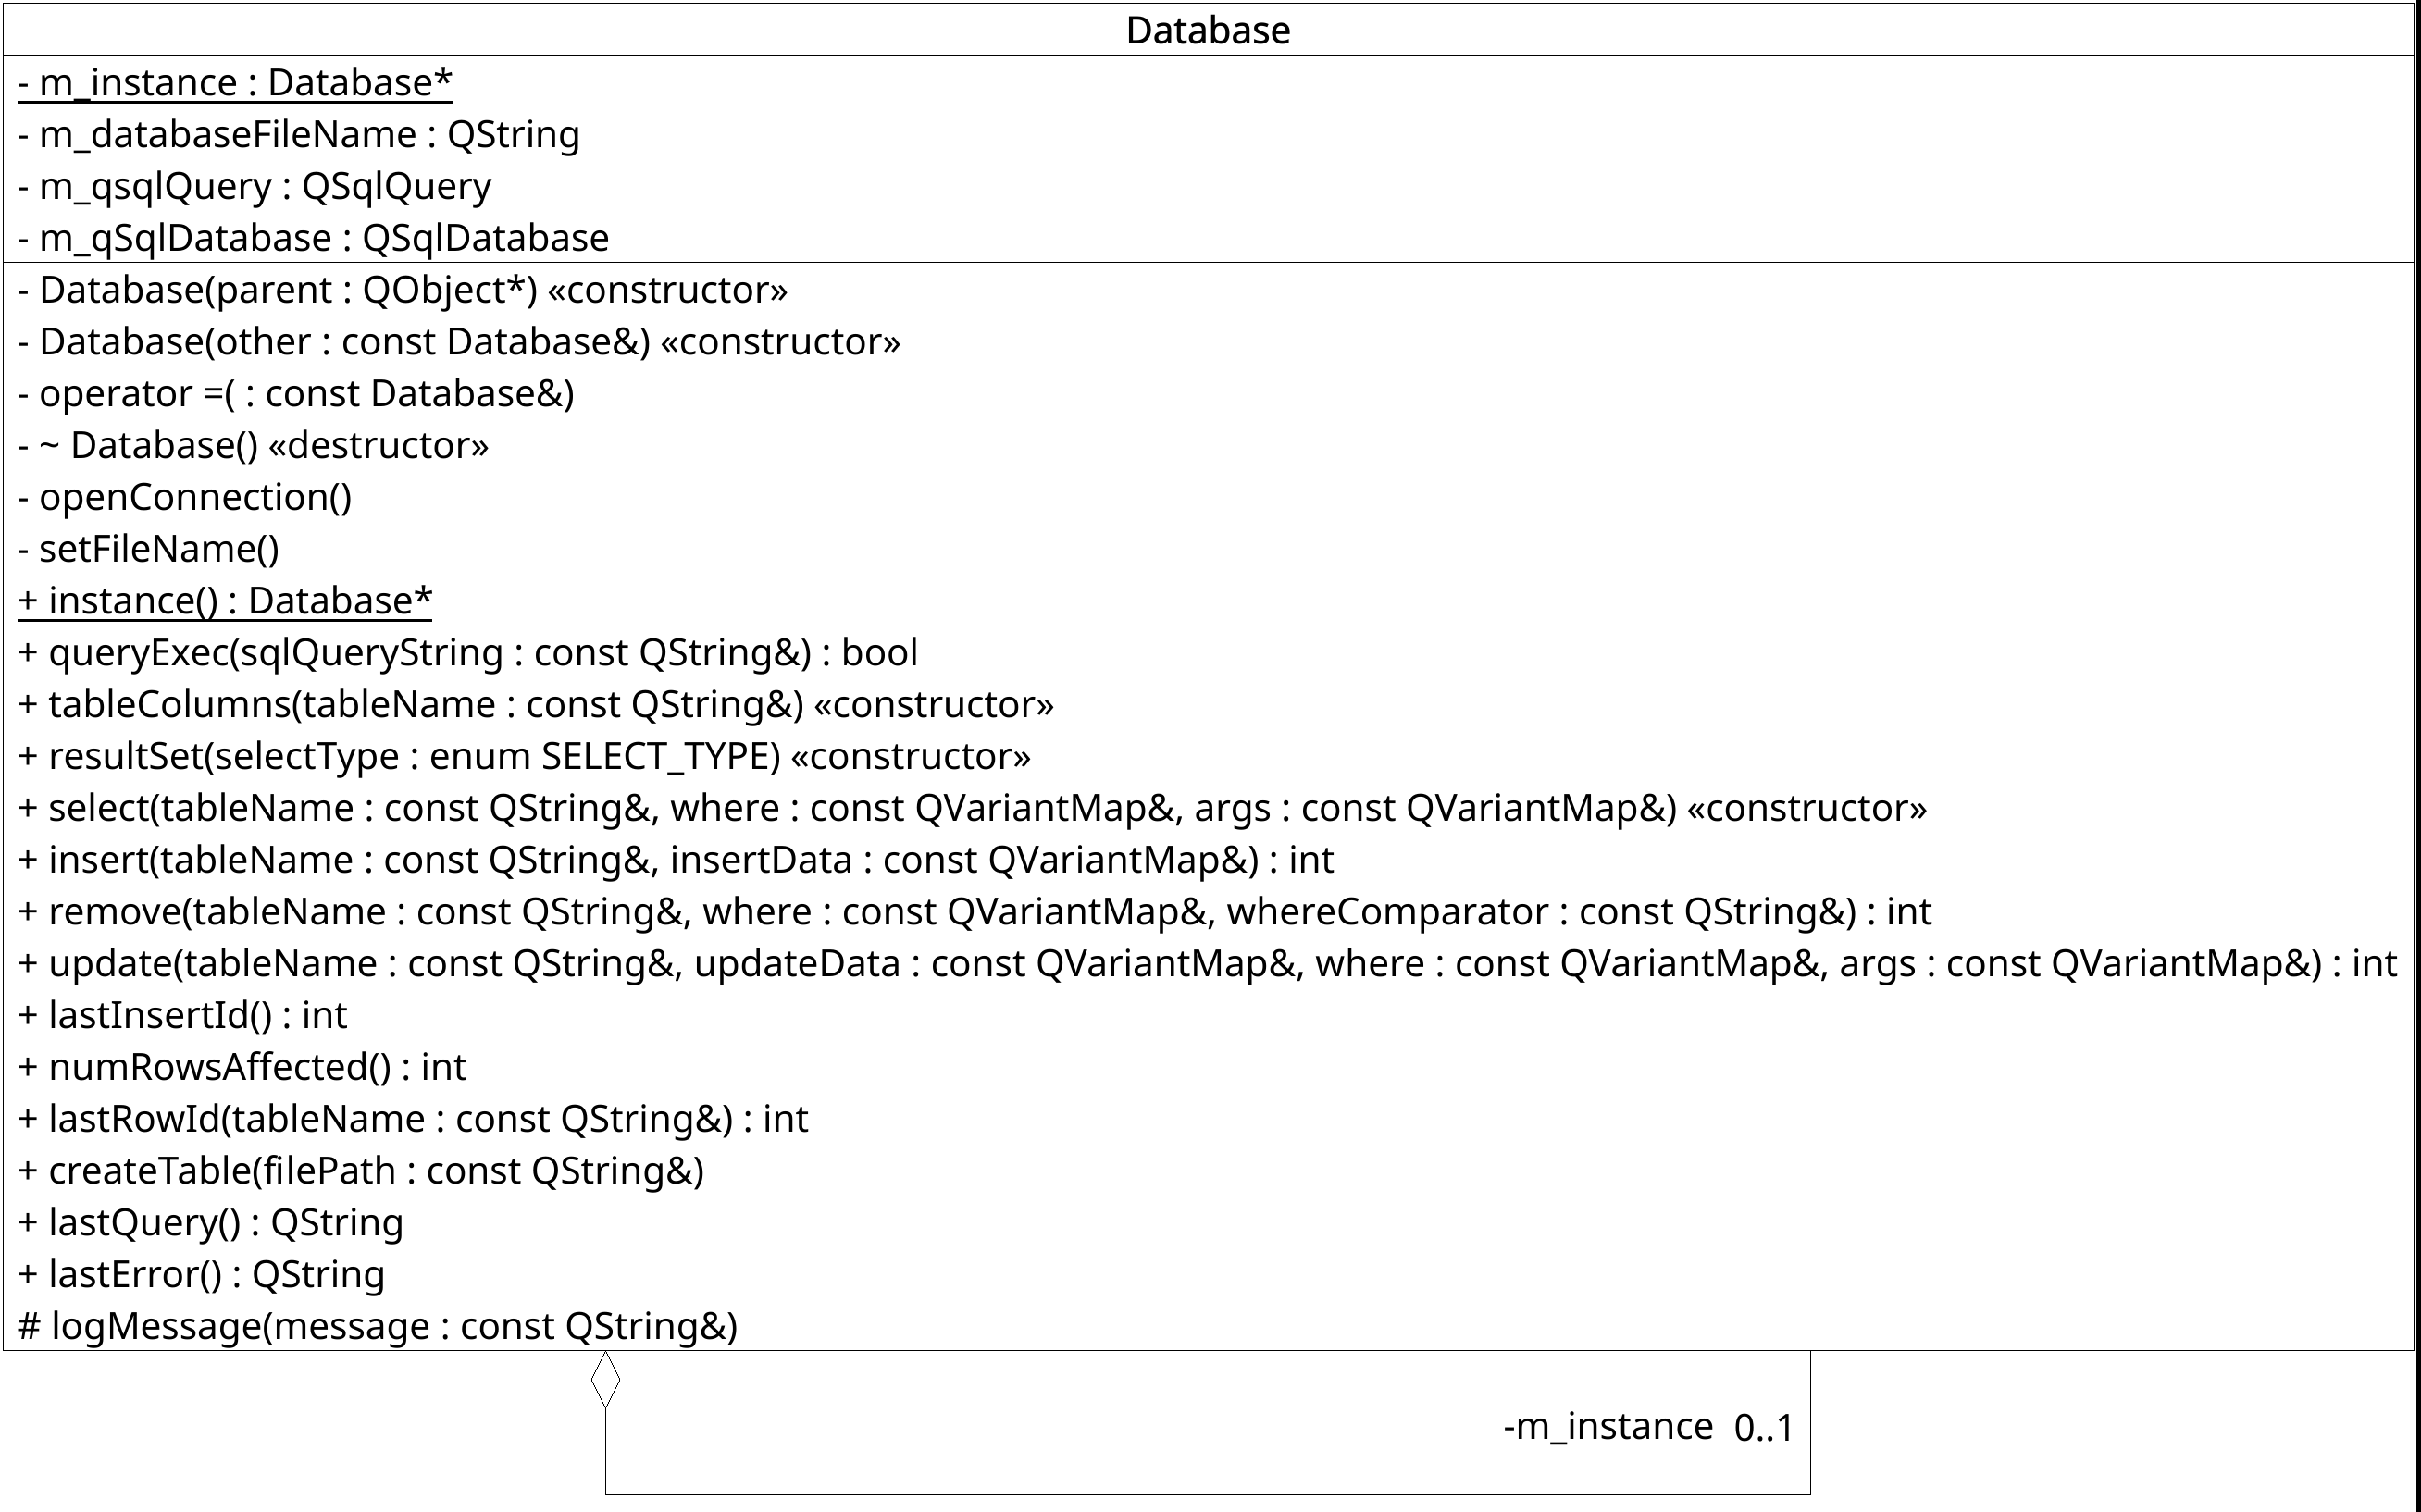 Database
- m_instance : Database*
- m_databaseFileName : QString
- m_qsqlQuery : QSqlQuery
- m_qSqlDatabase : QSqlDatabase
- Database(parent : QObject*) «constructor»
- Database(other : const Database&) «constructor»
- operator =( : const Database&)
- ~ Database() «destructor»
- openConnection()
- setFileName()
+ instance() : Database*
+ queryExec(sqlQueryString : const QString&) : bool
+ tableColumns(tableName : const QString&) «constructor»
+ resultSet(selectType : enum SELECT_TYPE) «constructor»
+ select(tableName : const QString&, where : const QVariantMap&, args : const QVariantMap&) «constructor»
+ insert(tableName : const QString&, insertData : const QVariantMap&) : int
+ remove(tableName : const QString&, where : const QVariantMap&, whereComparator : const QString&) : int
+ update(tableName : const QString&, updateData : const QVariantMap&, where : const QVariantMap&, args : const QVariantMap&) : int
+ lastInsertId() : int
+ numRowsAffected() : int
+ lastRowId(tableName : const QString&) : int
+ createTable(filePath : const QString&)
+ lastQuery() : QString
+ lastError() : QString
# logMessage(message : const QString&)
-m_instance 0..1